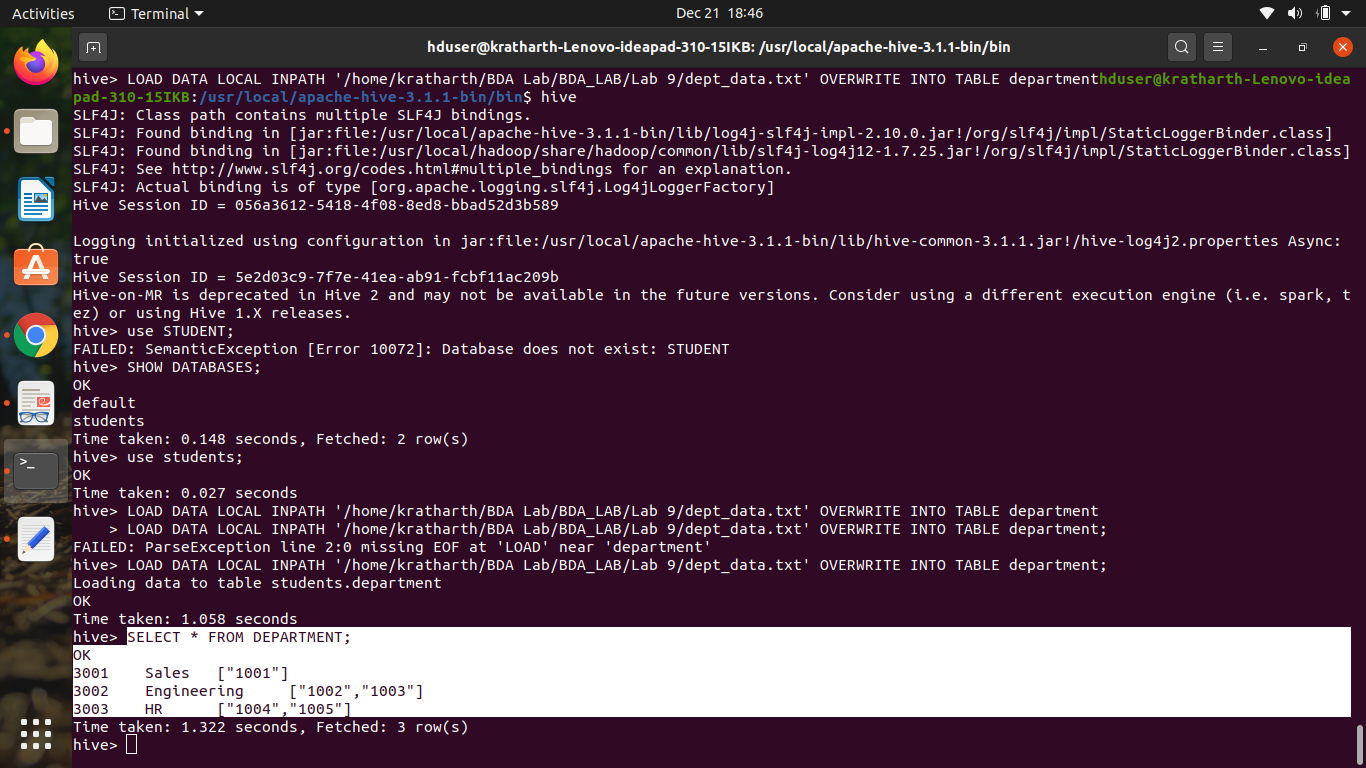 Activities
Terminal
Dec 21 18:46
hduser@kratharth-Lenovo-ideapad-310-15IKB: /usr/local/apache-hive-3.1.1-bin/bin
hive> LOAD DATA LOCAL INPATH '/home/kratharth/BDA Lab/BDA_LAB/Lab 9/dept_data.txt' OVERWRITE INTO TABLE departmenthduser@kratharth-Lenovo-idea
pad-310-15IKB:/usr/local/apache-hive-3.1.1-bin/bin$ hive
SLF4J: Class path contains multiple SLF4J bindings.
SLF4J: Found binding in [jar:file:/usr/local/apache-hive-3.1.1-bin/lib/log4j-slf4j-impl-2.10.0.jar!/org/slf4j/impl/StaticLoggerBinder.class]
SLF4J: Found binding in [jar:file:/usr/local/hadoop/share/hadoop/common/lib/slf4j-log4j12-1.7.25.jar!/org/slf4j/impl/StaticLoggerBinder.class]
SLF4J: See http://www.slf4j.org/codes.html#multiple_bindings for an explanation.
SLF4J: Actual binding is of type [org.apache.logging.slf4j.Log4jLoggerFactory]
Hive Session ID = 056a3612-5418-4f08-8ed8-bbad52d3b589
Logging initialized using configuration in jar:file:/usr/local/apache-hive-3.1.1-bin/lib/hive-common-3.1.1.jar!/hive-log4j2.properties Async:
true
Hive Session ID = 5e2d03c9-7f7e-41ea-ab91-fcbf11ac209b
Hive-on-MR is deprecated in Hive 2 and may not be available in the future versions. Consider using a different execution engine (i.e. spark, t
ez) or using Hive 1.X releases.
hive> use STUDENT;
FAILED: SemanticException [Error 10072]: Database does not exist: STUDENT
hive> SHOW DATABASES;
OK
default
students
Time taken: 0.148 seconds, Fetched: 2 row(s)
hive> use students;
OK
Time taken: 0.027 seconds
hive> LOAD DATA LOCAL INPATH '/home/kratharth/BDA Lab/BDA_LAB/Lab 9/dept_data.txt' OVERWRITE INTO TABLE department
    > LOAD DATA LOCAL INPATH '/home/kratharth/BDA Lab/BDA_LAB/Lab 9/dept_data.txt' OVERWRITE INTO TABLE department;
FAILED: ParseException line 2:0 missing EOF at 'LOAD' near 'department'
hive> LOAD DATA LOCAL INPATH '/home/kratharth/BDA Lab/BDA_LAB/Lab 9/dept_data.txt' OVERWRITE INTO TABLE department;
Loading data to table students.department
OK
Time taken: 1.058 seconds
hive> SELECT * FROM DEPARTMENT;
OK
3001    Sales   ["1001"]
3002    Engineering     ["1002","1003"]
3003    HR      ["1004","1005"]
Time taken: 1.322 seconds, Fetched: 3 row(s)
hive>